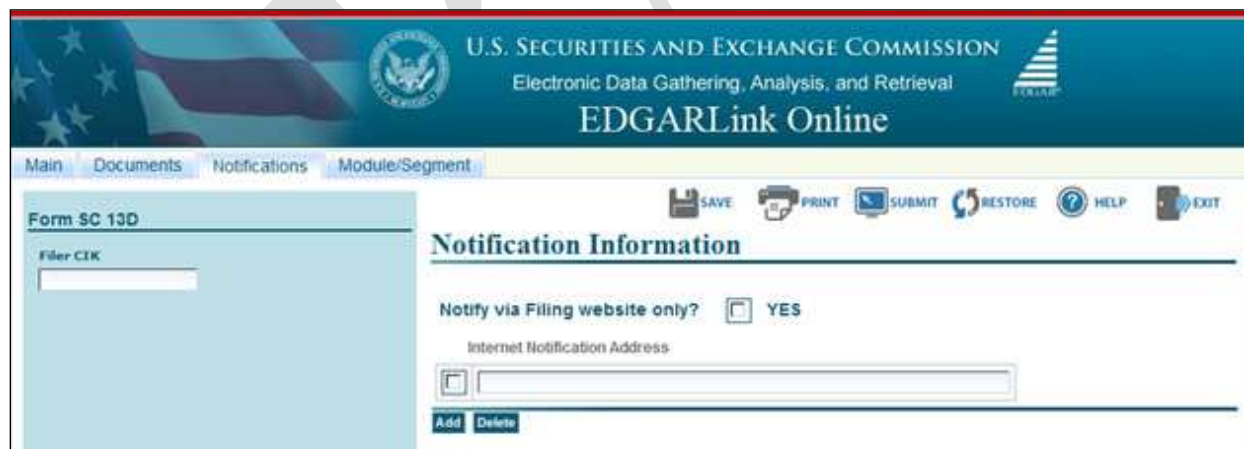 U.S. SECURITIES AND EXCHANGE COMMISSION
Electronic Data Gathering, Analysis, and Retrieval
EDGAR
EDGARLink Online
Main Documents Notifications Module/Segment
SAVE PRINT SUBMIT RESTORE HELP EXIT
Form SC 13D
Filer CIK
Notification Information
Notify via Filing website only? YES
Internet Notification Address
Add Delete